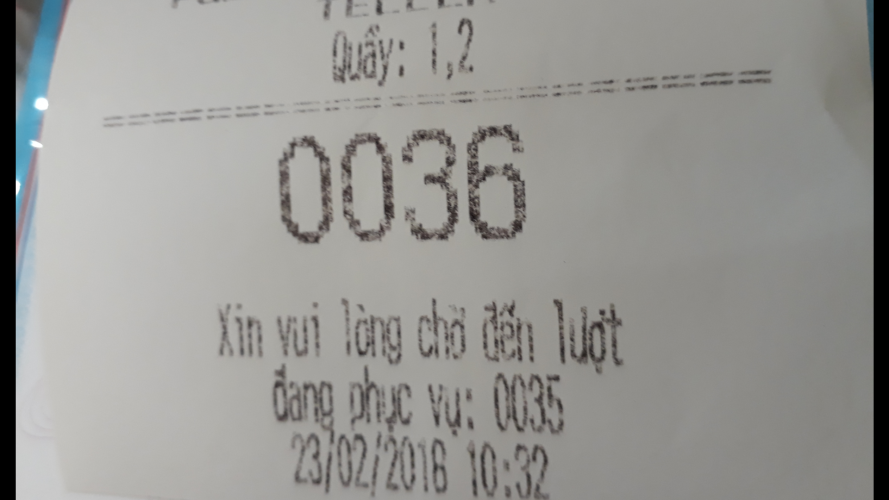 TELLER
Quầy: 1,2
0036
Xin vui lòng chờ đến lượt
đang phục vụ: 0035
23/02/2016 10:32